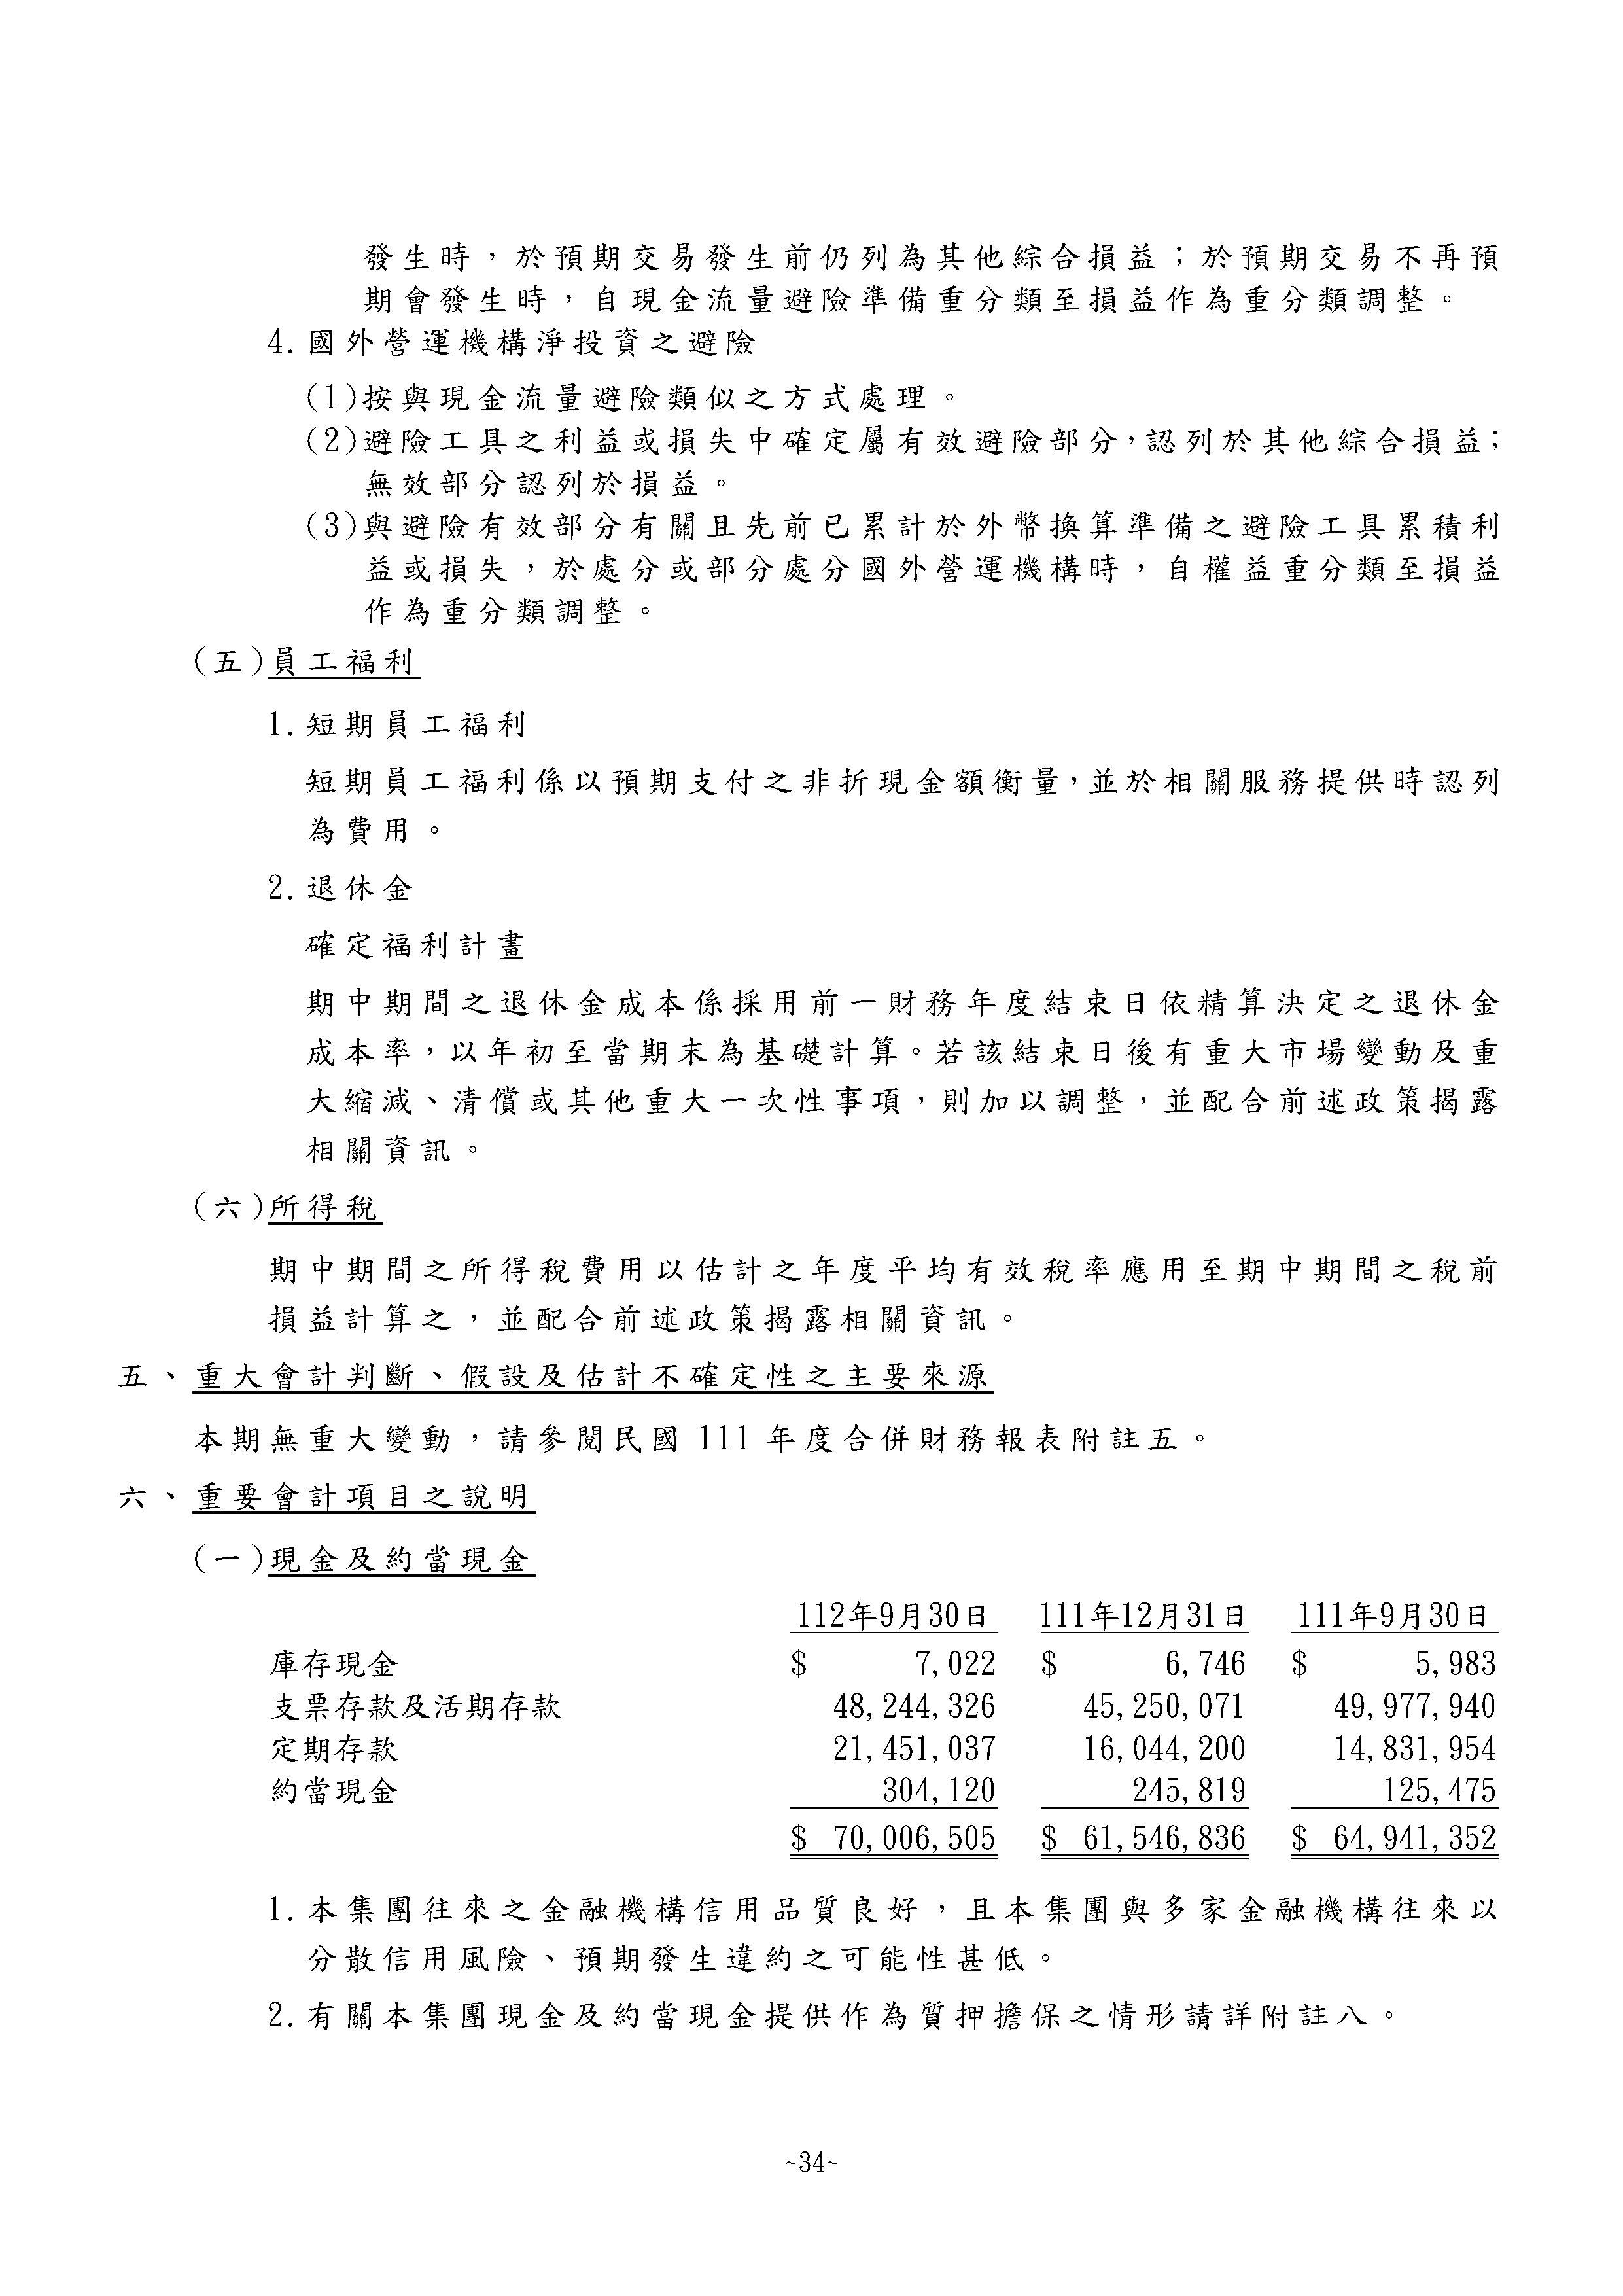 發生時，於預期交易發生前仍列為其他綜合損益；於預期交易不再預
期會發生時，自現金流量避險準備重分類至損益作為重分類調整。
4.國外營運機構淨投資之避險
(1)按與現金流量避險類似之方式處理。
(2)避險工具之利益或損失中確定屬有效避險部分，認列於其他綜合損益；
無效部分認列於損益。
(3)與避險有效部分有關且先前已累計於外幣換算準備之避險工具累積利
益或損失，於處分或部分處分國外營運機構時，自權益重分類至損益
作為重分類調整。
(五)員工福利
1.短期員工福利
短期員工福利係以預期支付之非折現金額衡量，並於相關服務提供時認列
為費用。
2.退休金
確定福利計畫
期中期間之退休金成本係採用前一財務年度結束日依精算決定之退休金
成本率，以年初至當期末為基礎計算。若該結束日後有重大市場變動及重
大縮減、清償或其他重大一次性事項，則加以調整，並配合前述政策揭露
相關資訊。
(六)所得稅
期中期間之所得稅費用以估計之年度平均有效稅率應用至期中期間之稅前
損益計算之，並配合前述政策揭露相關資訊。
五、重大會計判斷、假設及估計不確定性之主要來源
本期無重大變動，請參閱民國 111 年度合併財務報表附註五。
六、重要會計項目之說明
(一)現金及約當現金
112年9月30日 111年12月31日 111年9月30日
庫存現金 $ 7,022 $ 6,746 $ 5,983
支票存款及活期存款 48,244,326 45,250,071 49,977,940
定期存款 21,451,037 16,044,200 14,831,954
約當現金 304,120 245,819 125,475
$ 70,006,505 $ 61,546,836 $ 64,941,352
1.本集團往來之金融機構信用品質良好，且本集團與多家金融機構往來以
分散信用風險、預期發生違約之可能性甚低。
2.有關本集團現金及約當現金提供作為質押擔保之情形請詳附註八。
~34~